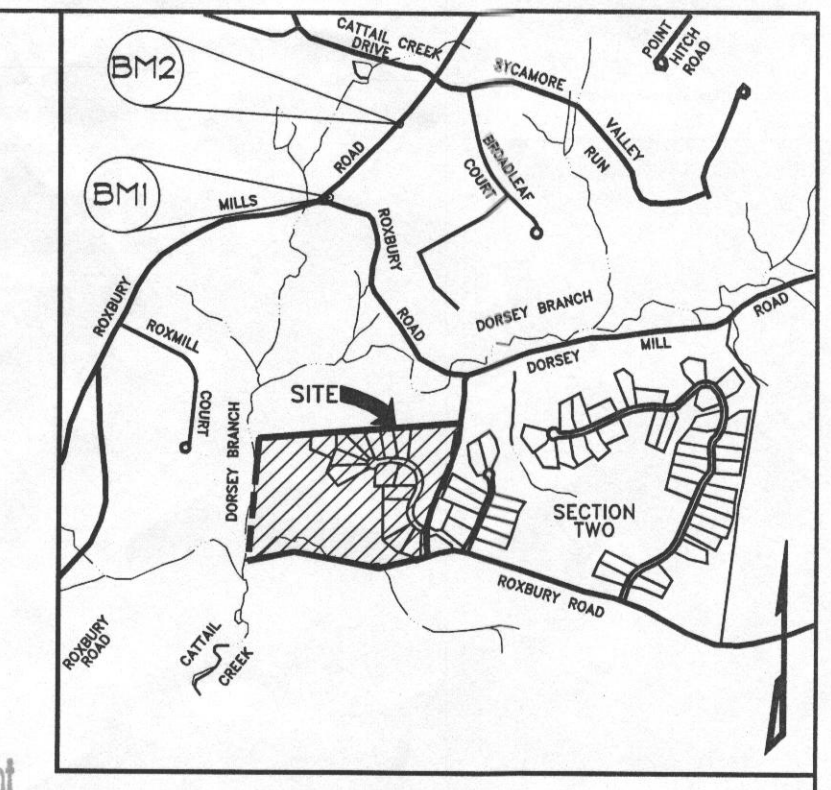 CATTAIL CREEK
DRIVE
POINT
HITCH
ROAD
BM2
SYCAMORE
VALLEY
RUN
ROAD
BROADLEAF
COURT
BM1
MILLS
ROXBURY
ROXBURY
ROAD
ROXMILL
COURT
DORSEY BRANCH
DORSEY
MILL
ROAD
SITE
DORSEY BRANCH
SECTION
TWO
ROXBURY ROAD
ROXBURY
ROAD
CATTAIL
CREEK